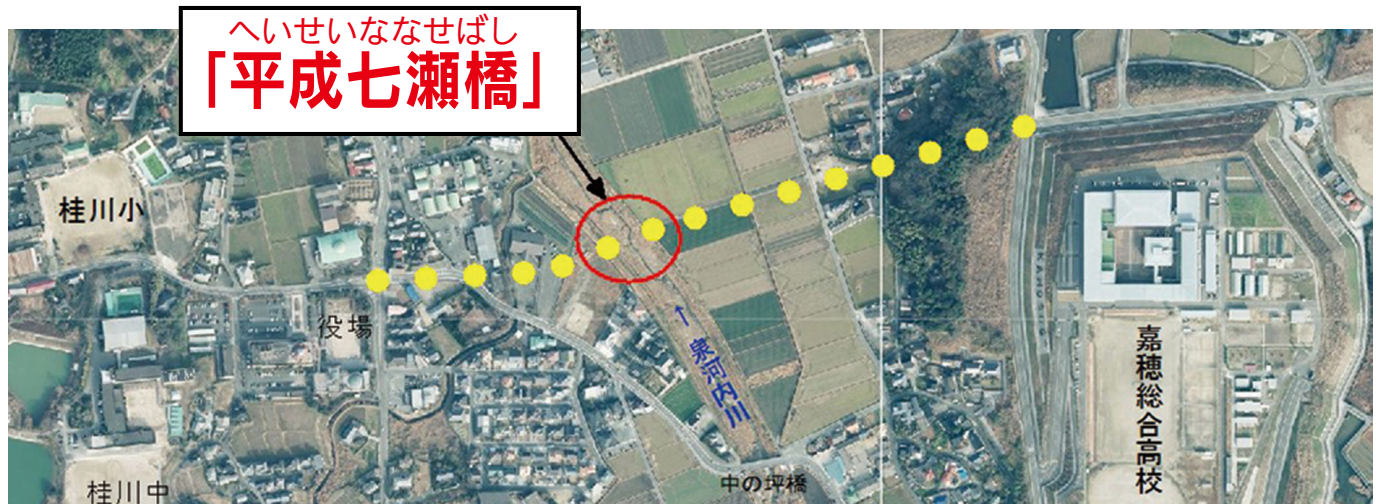 へいせいななせばし
「平成七瀬橋」
桂川小
役場
↑泉河内川
嘉穂総合高校
中の坪橋
桂川中